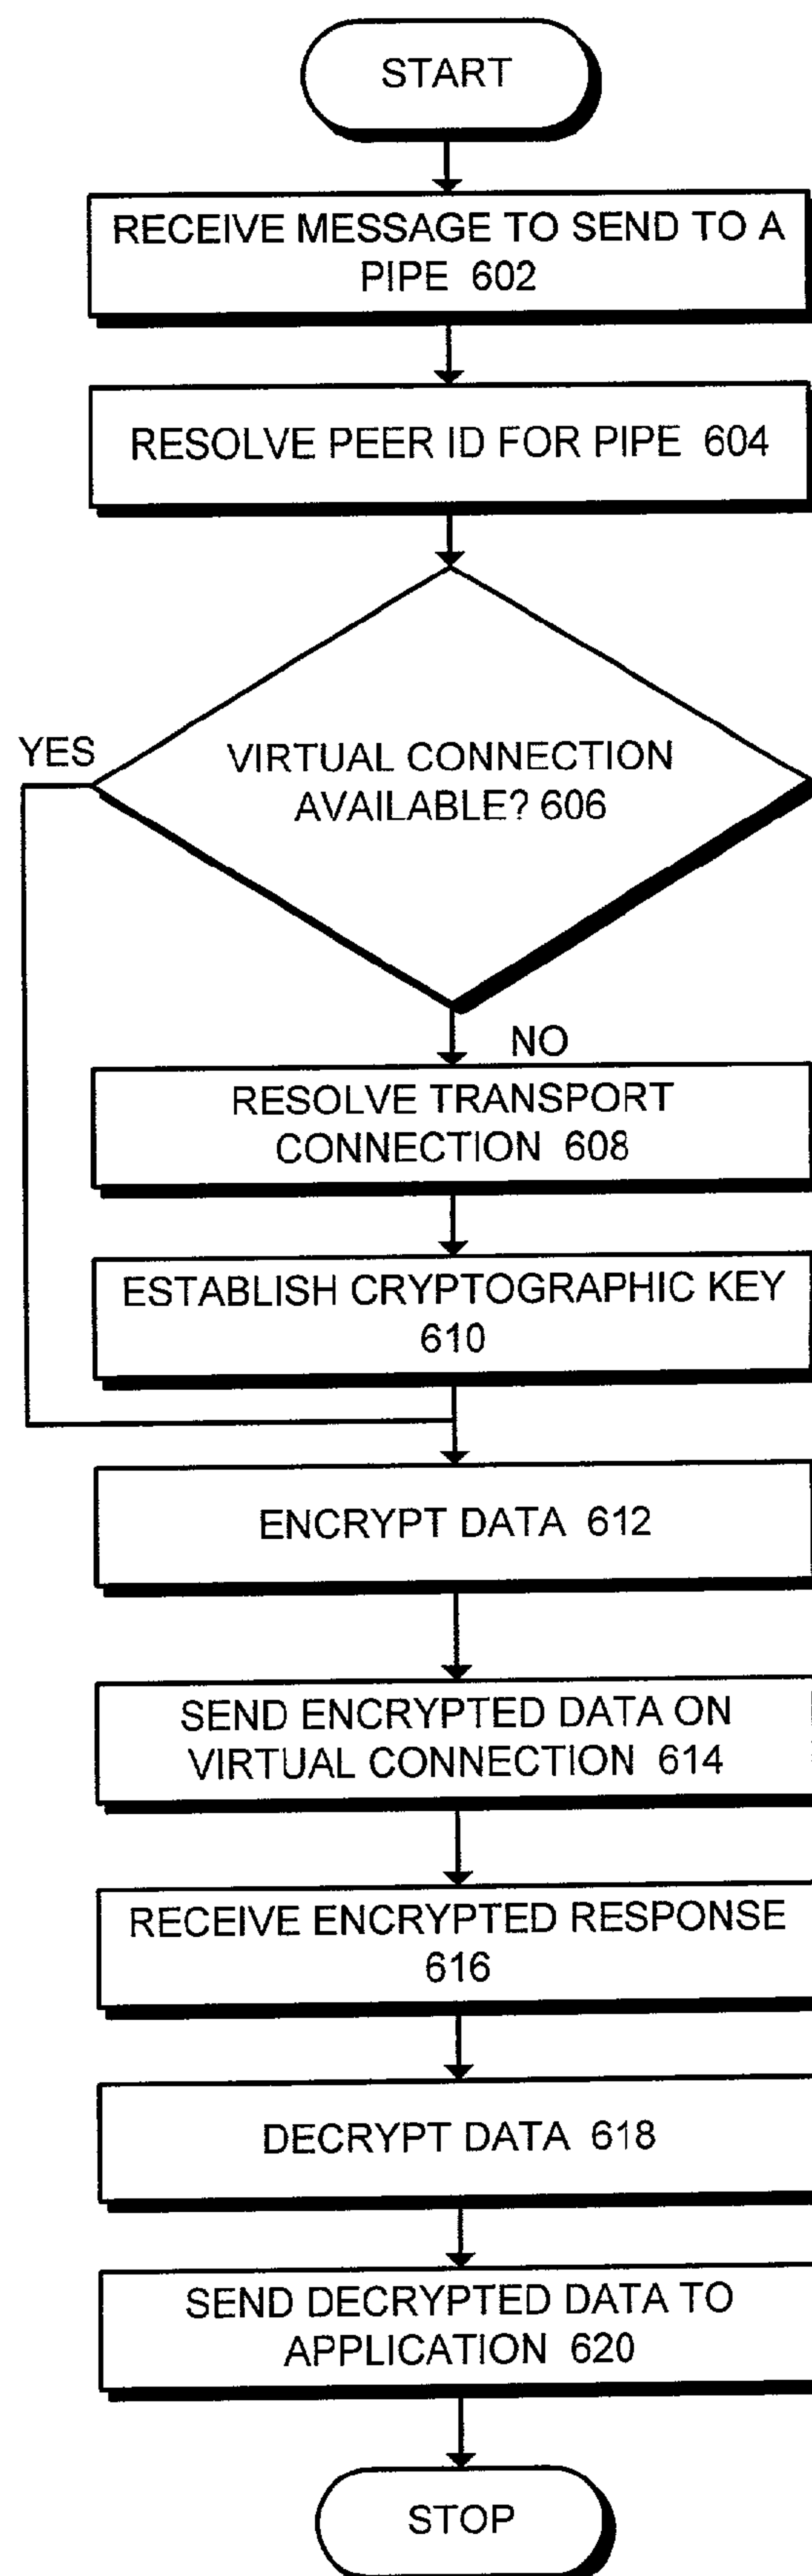 START
RECEIVE MESSAGE TO SEND TO A
PIPE 602
RESOLVE PEER ID FOR PIPE 604
YES
VIRTUAL CONNECTION
AVAILABLE? 606
NO
RESOLVE TRANSPORT
CONNECTION 608
ESTABLISH CRYPTOGRAPHIC KEY
610
ENCRYPT DATA 612
SEND ENCRYPTED DATA ON
VIRTUAL CONNECTION 614
RECEIVE ENCRYPTED RESPONSE
616
DECRYPT DATA 618
SEND DECRYPTED DATA TO
APPLICATION 620
STOP